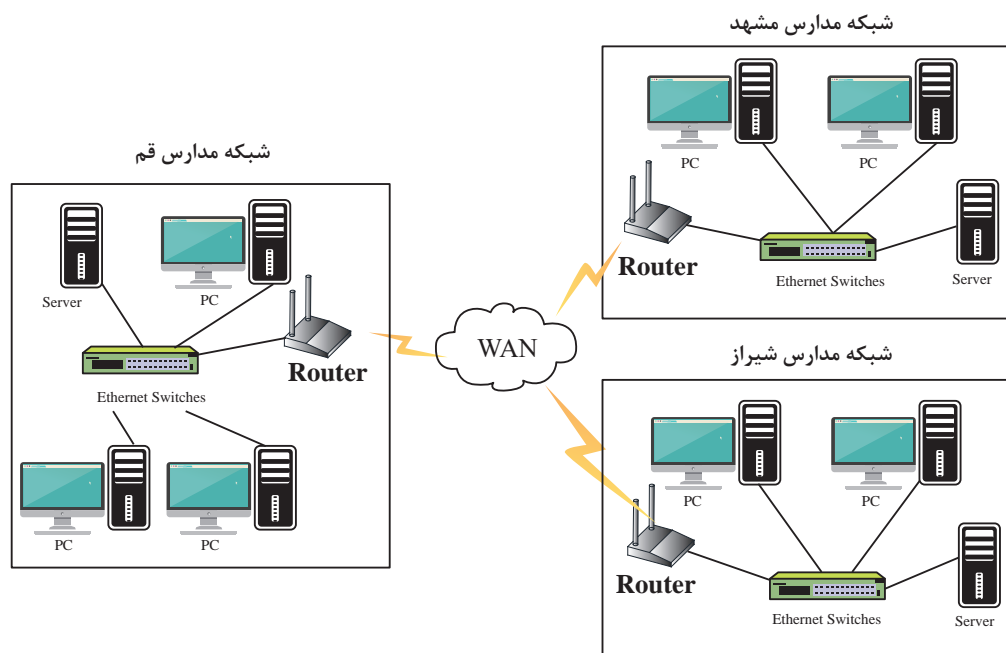 شبکه مدارس مشهد
PC
PC
Router
Ethernet Switches
Server
شبکه مدارس قم
Server
PC
Router
Ethernet Switches
PC
PC
WAN
شبکه مدارس شیراز
PC
PC
Router
Ethernet Switches
Server